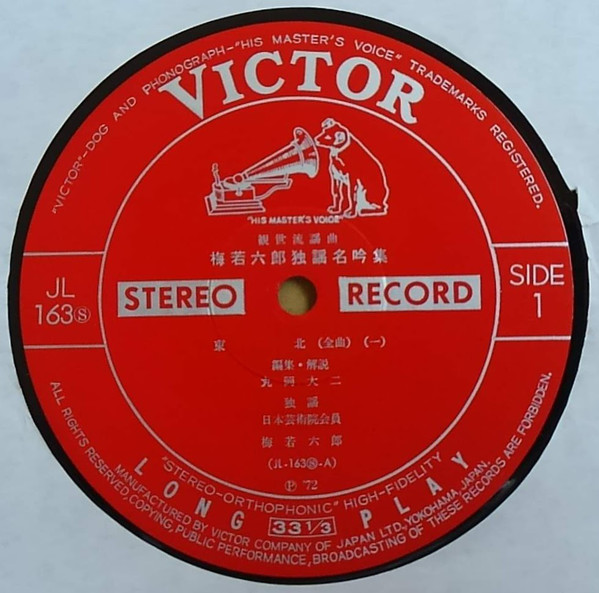 "VICTOR"-DOG AND PHONOGRAPH-"HIS MASTER'S VOICE" TRADEMARKS REGISTERED.
VICTOR
"HIS MASTER'S VOICE"
観世流謡曲
梅若六郎独謡名吟集
JL
163Ⓢ
STEREO RECORD
SIDE
1
東 北 (全曲) (一)
編集・解説
丸岡大二
独謡
日本芸術院会員
梅若六郎
(JL-163Ⓢ-A)
Ⓟ '72
"STEREO-ORTHOPHONIC" HIGH-FIDELITY
LONG 33 1/3 PLAY
MANUFACTURED BY VICTOR COMPANY OF JAPAN LTD., YOKOHAMA, JAPAN.
ALL RIGHTS RESERVED, COPYING, PUBLIC PERFORMANCE, BROADCASTING OF THESE RECORDS ARE FORBIDDEN.